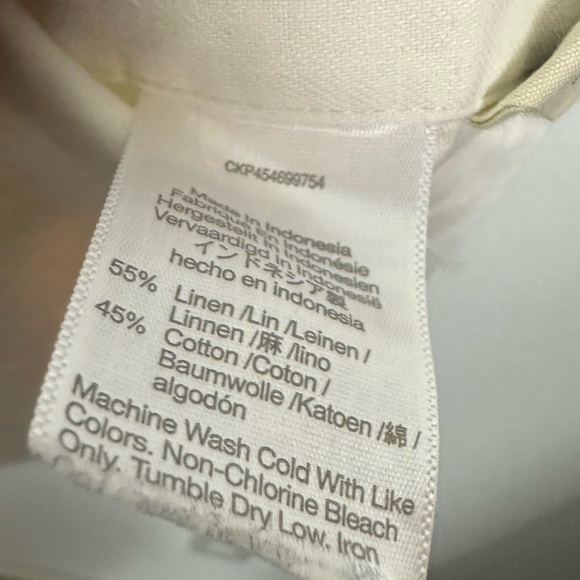 CKP454699754
Made in Indonesia
Fabriqué en Indonésie
Hergestellt in Indonesien
Vervaardigd in Indonesië
インドネシア製
hecho en indonesia
55% Linen /Lin /Leinen /
Linnen /麻 /lino
45% Cotton /Coton /
Baumwolle /Katoen /綿 /
algodón
Machine Wash Cold With Like
Colors. Non-Chlorine Bleach
Only. Tumble Dry Low. Iron